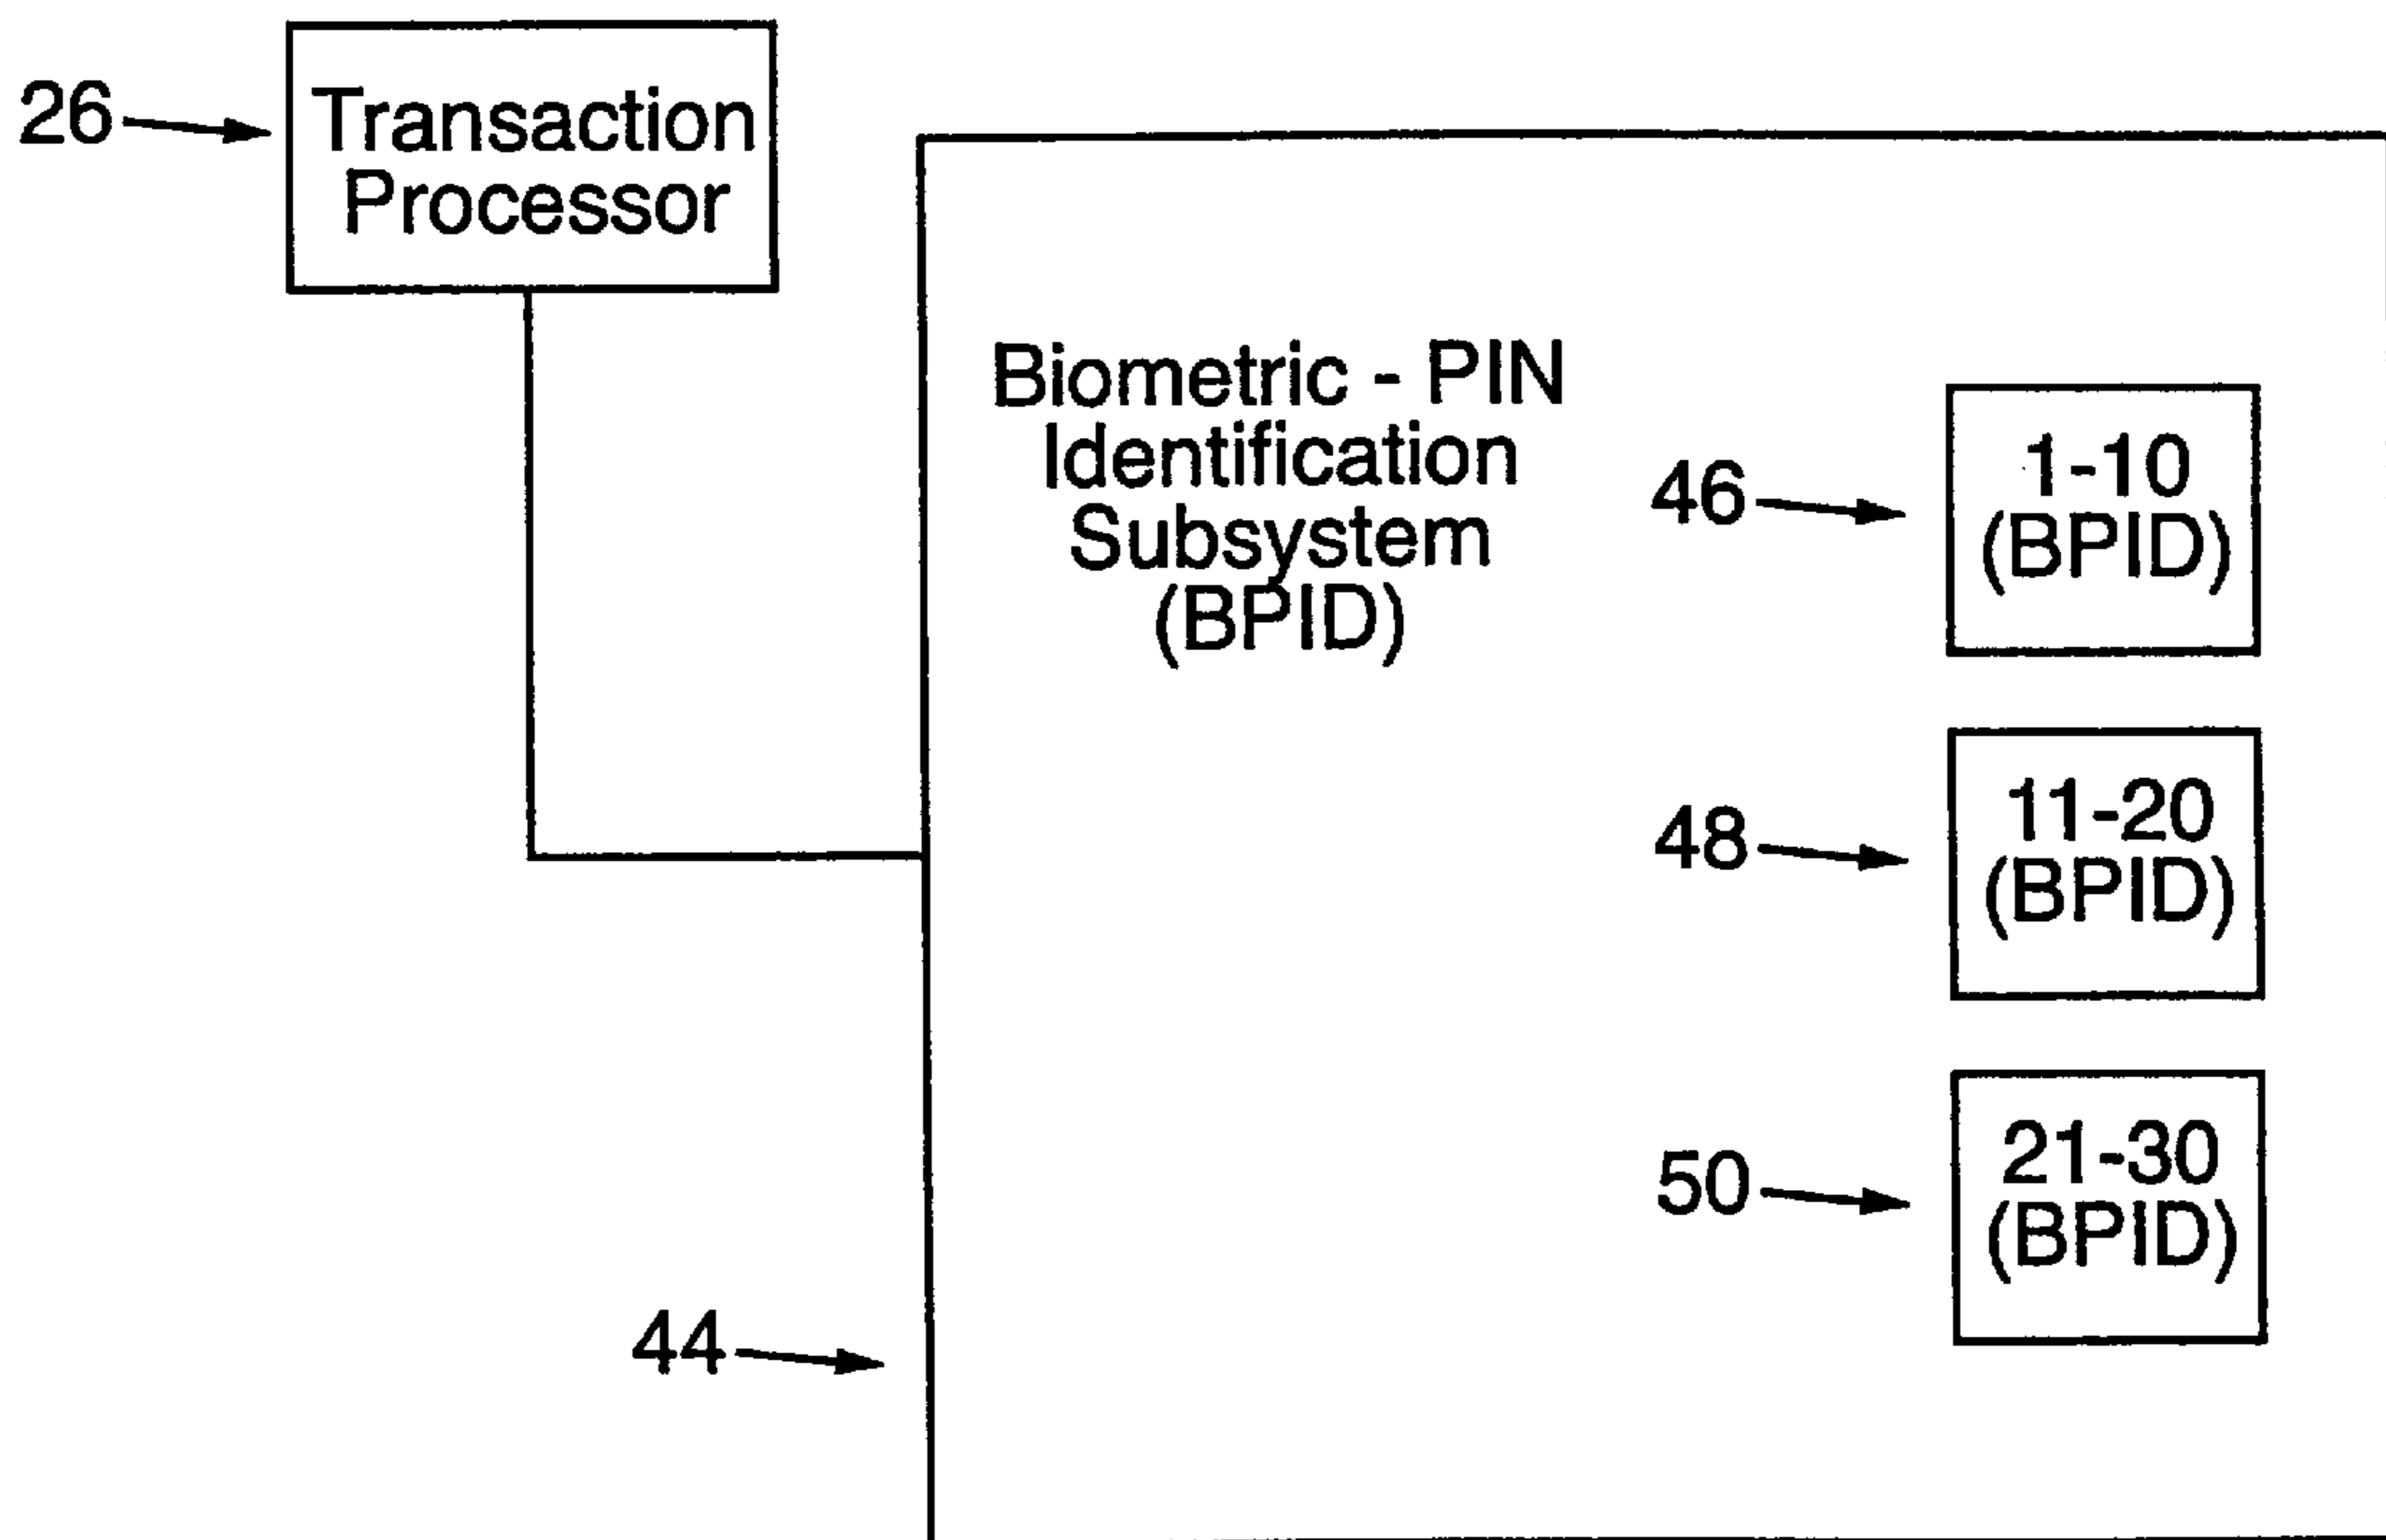 26
Transaction
Processor
Biometric - PIN
Identification
Subsystem
(BPID)
46
1-10
(BPID)
48
11-20
(BPID)
50
21-30
(BPID)
44